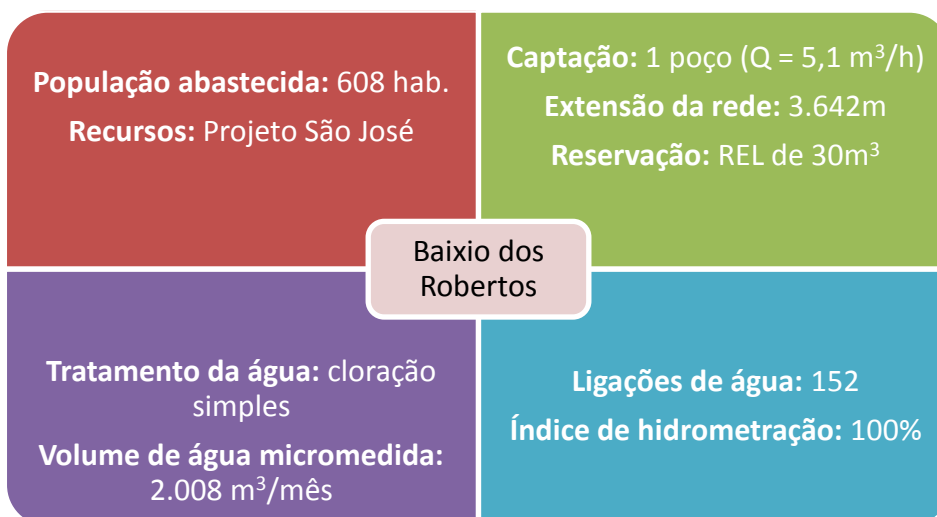 População abastecida: 608 hab.
Recursos: Projeto São José
Captação: 1 poço (Q = 5,1 m³/h)
Extensão da rede: 3.642m
Reservação: REL de 30m³
Baixio dos
Robertos
Tratamento da água: cloração
simples
Volume de água micromedida:
2.008 m³/mês
Ligações de água: 152
Índice de hidrometração: 100%